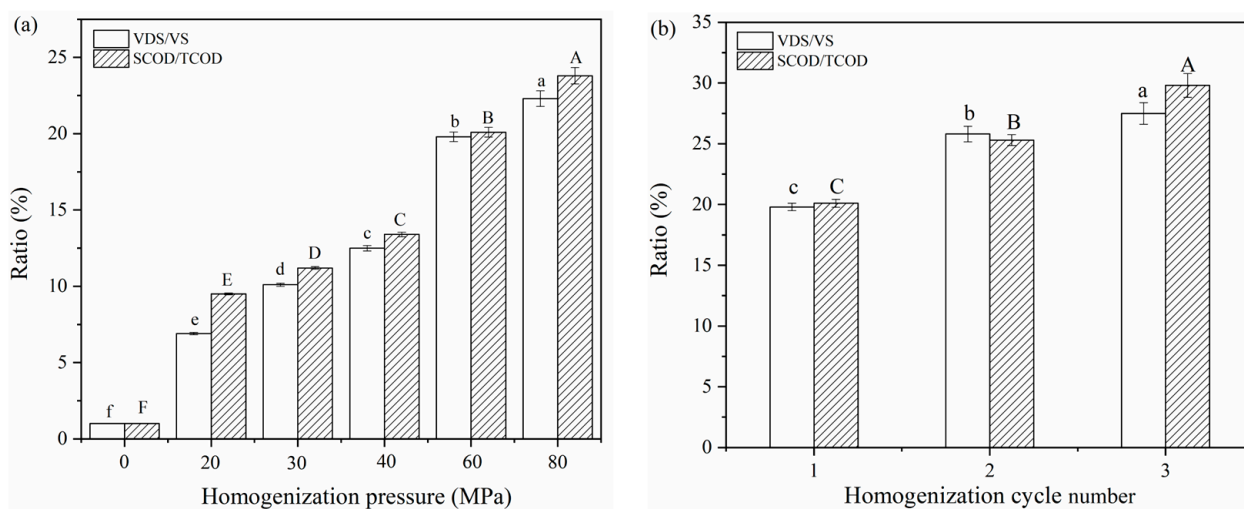 (a)
VDS/VS
SCOD/TCOD
25
20
15
10
5
0
Ratio (%)
f F
e E
d D
c C
b B
a A
0 20 30 40 60 80
Homogenization pressure (MPa)
(b)
VDS/VS
SCOD/TCOD
35
30
25
20
15
10
5
0
Ratio (%)
c C
b B
a A
1 2 3
Homogenization cycle number